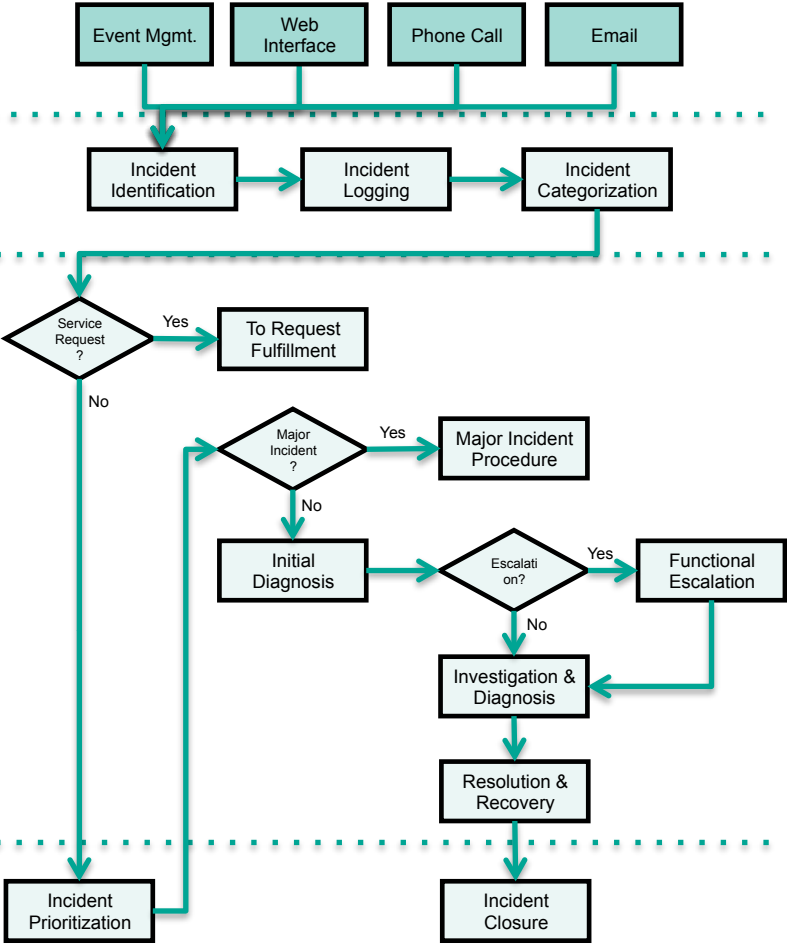 Event Mgmt.
Web
Interface
Phone Call
Email
Incident
Identification
Incident
Logging
Incident
Categorization
Service
Request
?
Yes
To Request
Fulfillment
No
Major
Incident
?
Yes
Major Incident
Procedure
No
Initial
Diagnosis
Escalati
on?
Yes
Functional
Escalation
No
Investigation &
Diagnosis
Resolution &
Recovery
Incident
Prioritization
Incident
Closure